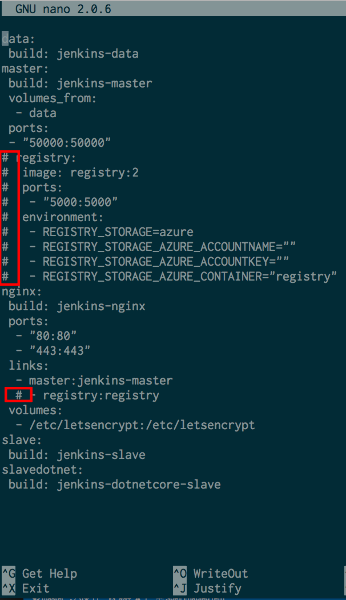 GNU nano 2.0.6
data:
 build: jenkins-data
master:
 build: jenkins-master
 volumes_from:
  - data
 ports:
 - "50000:50000"
# registry:
#  image: registry:2
#  ports:
#   - "5000:5000"
#  environment:
#   - REGISTRY_STORAGE=azure
#   - REGISTRY_STORAGE_AZURE_ACCOUNTNAME=""
#   - REGISTRY_STORAGE_AZURE_ACCOUNTKEY=""
#   - REGISTRY_STORAGE_AZURE_CONTAINER="registry"
nginx:
 build: jenkins-nginx
 ports:
  - "80:80"
  - "443:443"
 links:
  - master:jenkins-master
  # - registry:registry
 volumes:
  - /etc/letsencrypt:/etc/letsencrypt
slave:
 build: jenkins-slave
slavedotnet:
 build: jenkins-dotnetcore-slave
^G Get Help ^O WriteOut
^X Exit ^J Justify